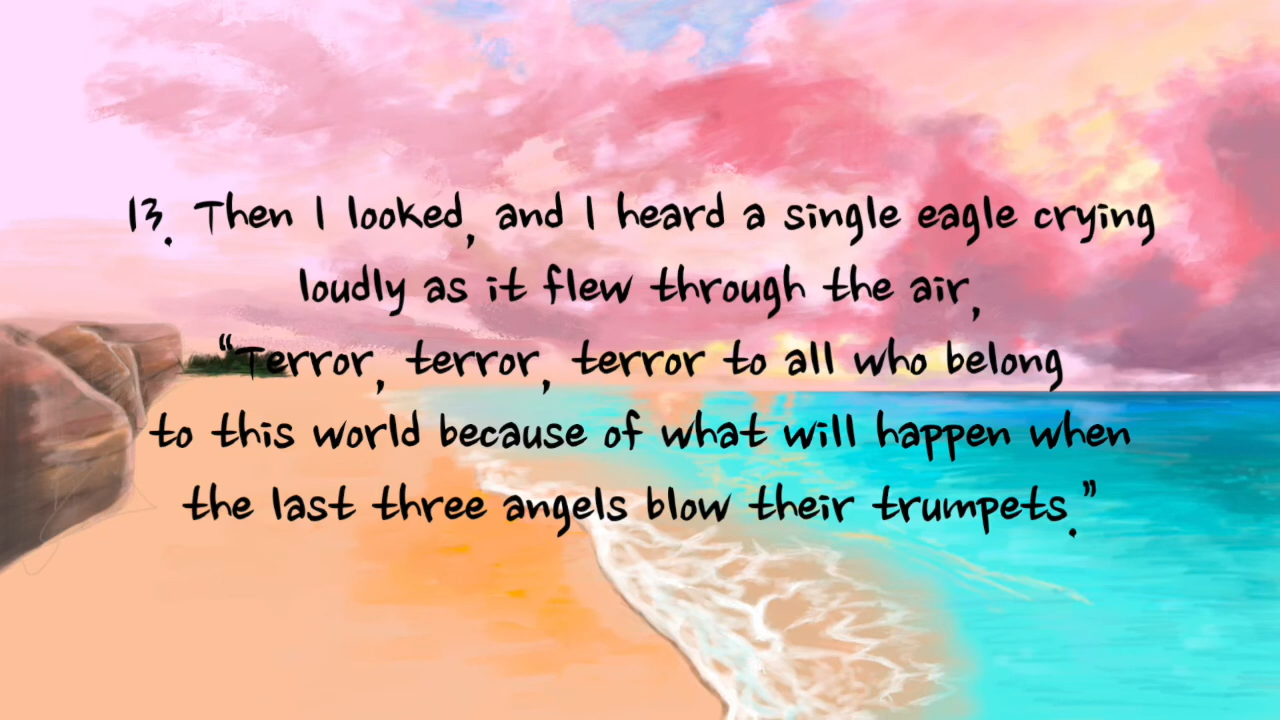 13. Then I looked, and I heard a single eagle crying
loudly as it flew through the air,
“Terror, terror, terror to all who belong
to this world because of what will happen when
the last three angels blow their trumpets.”